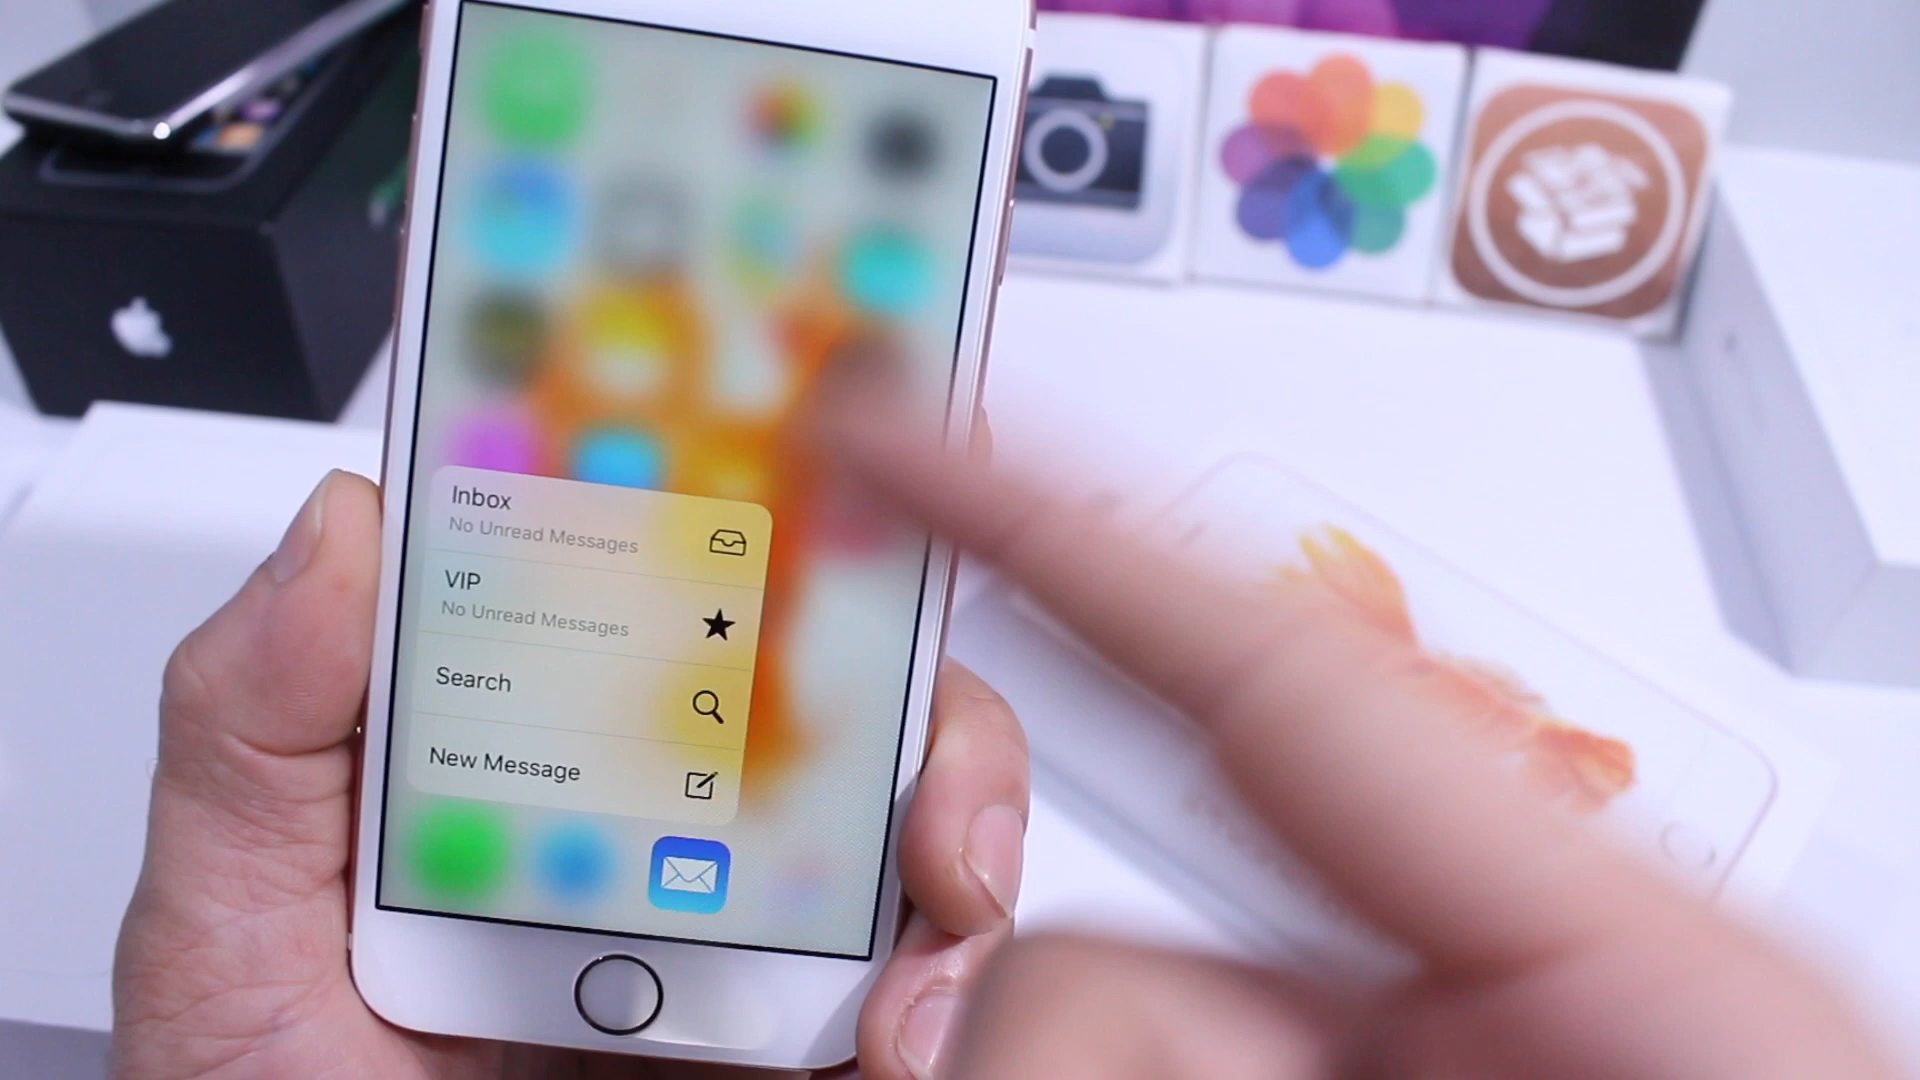 Inbox
No Unread Messages
VIP
No Unread Messages
Search
New Message